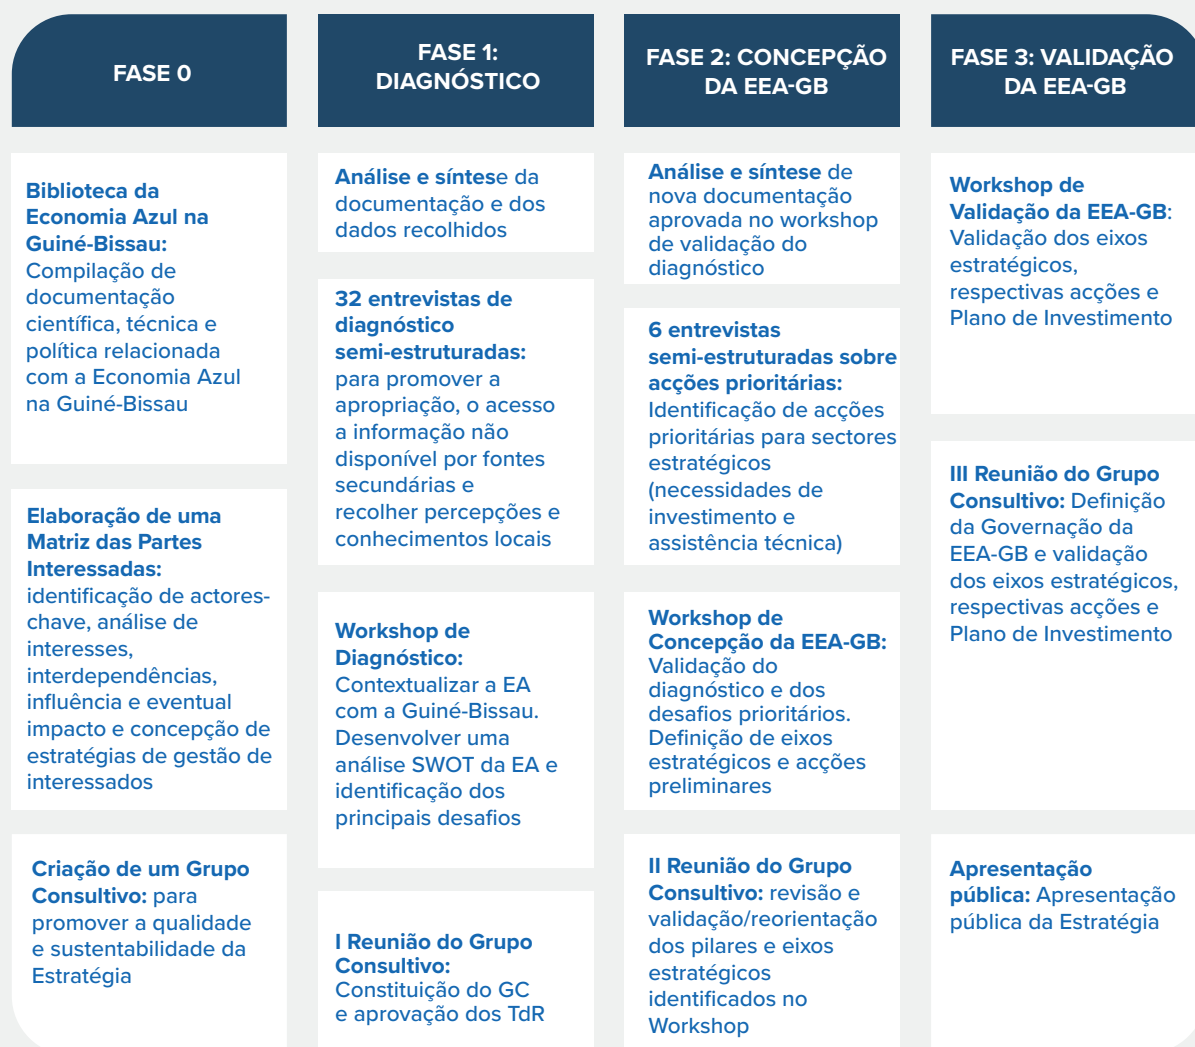 FASE 0
Biblioteca da
Economia Azul na
Guiné-Bissau:
Compilação de
documentação
científica, técnica e
política relacionada
com a Economia Azul
na Guiné-Bissau
Elaboração de uma
Matriz das Partes
Interessadas:
identificação de actores-
chave, análise de
interesses,
interdependências,
influência e eventual
impacto e concepção de
estratégias de gestão de
interessados
Criação de um Grupo
Consultivo: para
promover a qualidade
e sustentabilidade da
Estratégia
FASE 1:
DIAGNÓSTICO
Análise e síntese da
documentação e dos
dados recolhidos
32 entrevistas de
diagnóstico
semi-estruturadas:
para promover a
apropriação, o acesso
a informação não
disponível por fontes
secundárias e
recolher percepções e
conhecimentos locais
Workshop de
Diagnóstico:
Contextualizar a EA
com a Guiné-Bissau.
Desenvolver uma
análise SWOT da EA e
identificação dos
principais desafios
I Reunião do Grupo
Consultivo:
Constituição do GC
e aprovação dos TdR
FASE 2: CONCEPÇÃO
DA EEA-GB
Análise e síntese de
nova documentação
aprovada no workshop
de validação do
diagnóstico
6 entrevistas
semi-estruturadas sobre
acções prioritárias:
Identificação de acções
prioritárias para sectores
estratégicos
(necessidades de
investimento e
assistência técnica)
Workshop de
Concepção da EEA-GB:
Validação do
diagnóstico e dos
desafios prioritários.
Definição de eixos
estratégicos e acções
preliminares
II Reunião do Grupo
Consultivo: revisão e
validação/reorientação
dos pilares e eixos
estratégicos
identificados no
Workshop
FASE 3: VALIDAÇÃO
DA EEA-GB
Workshop de
Validação da EEA-GB:
Validação dos eixos
estratégicos,
respectivas acções e
Plano de Investimento
III Reunião do Grupo
Consultivo: Definição
da Governação da
EEA-GB e validação
dos eixos estratégicos,
respectivas acções e
Plano de Investimento
Apresentação
pública: Apresentação
pública da Estratégia